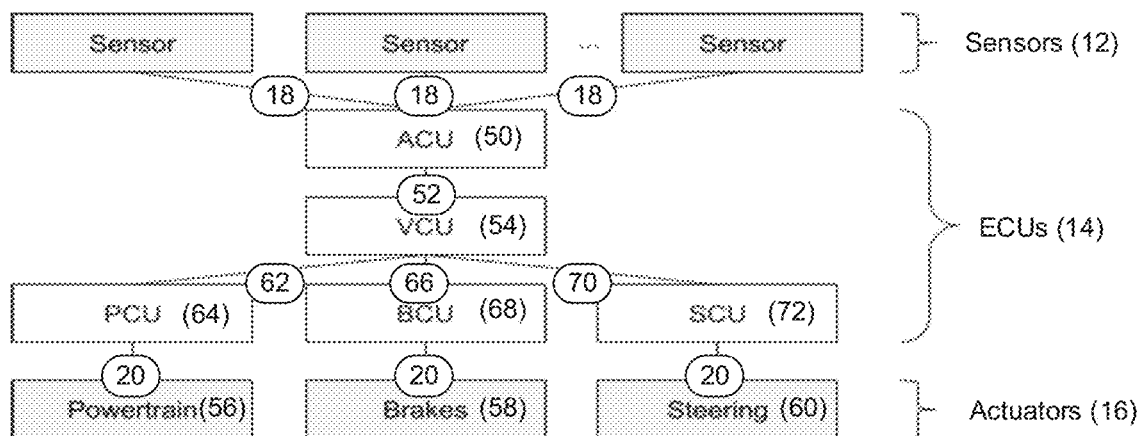 Sensor Sensor ... Sensor Sensors (12)
18 18 18
ACU (50)
52
VCU (54) ECUs (14)
62 66 70
PCU (64) BCU (68) SCU (72)
20 20 20
Powertrain(56) Brakes (58) Steering (60) Actuators (16)